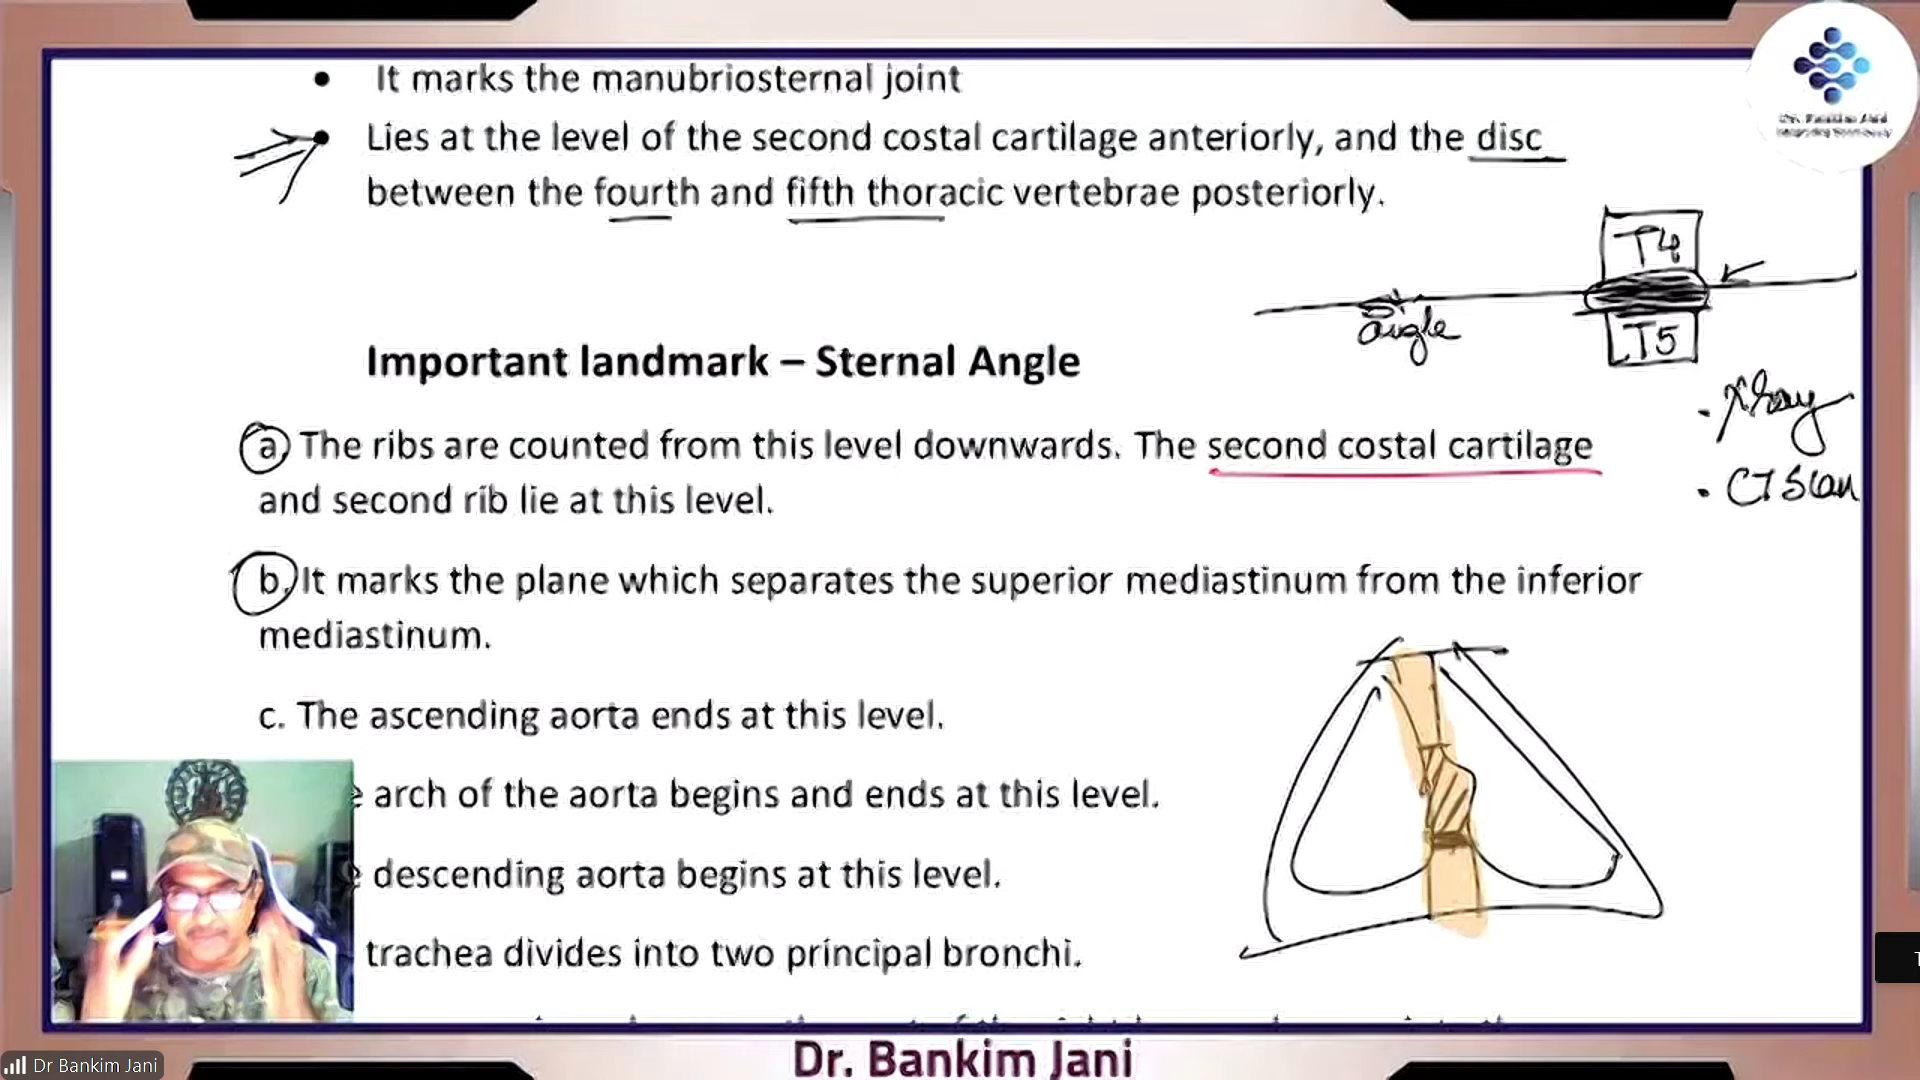 • It marks the manubriosternal joint
• Lies at the level of the second costal cartilage anteriorly, and the disc
between the fourth and fifth thoracic vertebrae posteriorly.
T4
angle
T5
Important landmark – Sternal Angle
• Xray
a. The ribs are counted from this level downwards. The second costal cartilage
• CT Scan
and second rib lie at this level.
b. It marks the plane which separates the superior mediastinum from the inferior
mediastinum.
c. The ascending aorta ends at this level.
arch of the aorta begins and ends at this level.
descending aorta begins at this level.
trachea divides into two principal bronchi.
Dr. Bankim Jani
Dr Bankim Jani